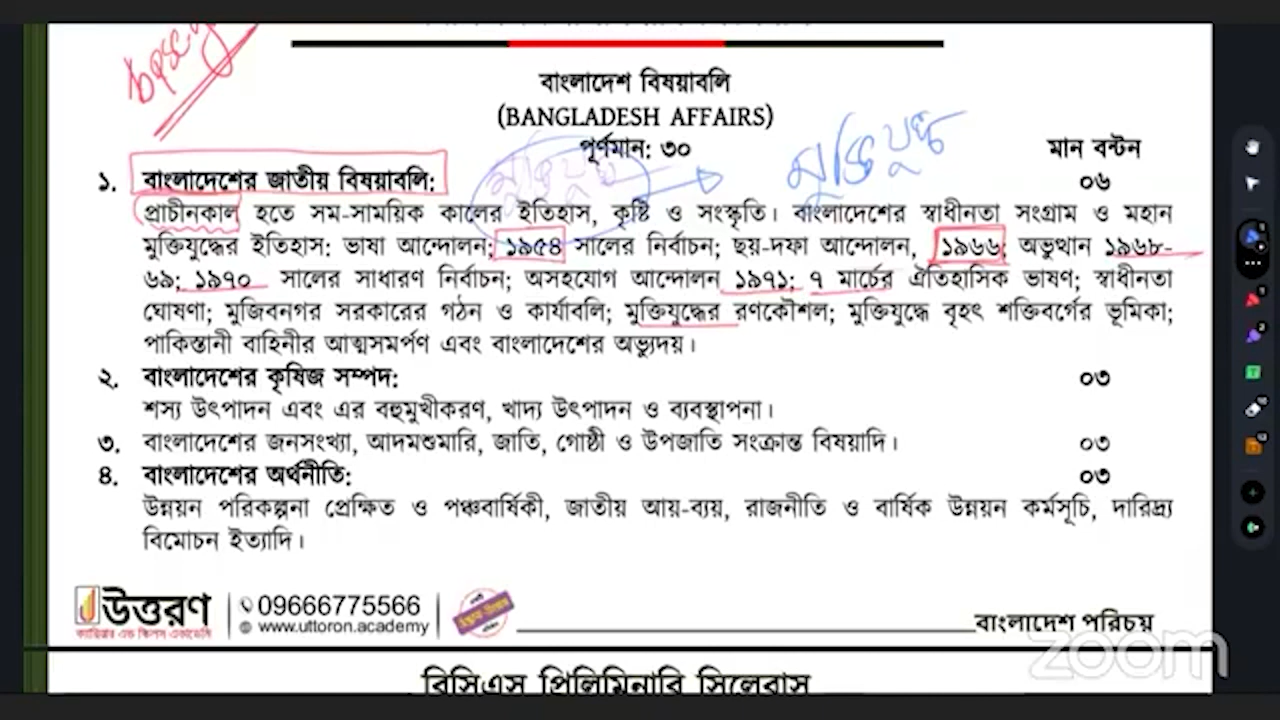 bpsc
বাংলাদেশ বিষয়াবলি
(BANGLADESH AFFAIRS)
পূর্ণমান: ৩০
মুক্তিযুদ্ধ
মুক্তিযুদ্ধ
মান বন্টন
১. বাংলাদেশের জাতীয় বিষয়াবলি: ০৬
প্রাচীনকাল হতে সম-সাময়িক কালের ইতিহাস, কৃষ্টি ও সংস্কৃতি। বাংলাদেশের স্বাধীনতা সংগ্রাম ও মহান
মুক্তিযুদ্ধের ইতিহাস: ভাষা আন্দোলন; ১৯৫৪ সালের নির্বাচন; ছয়-দফা আন্দোলন, ১৯৬৬; অভুত্থান ১৯৬৮-
৬৯; ১৯৭০ সালের সাধারণ নির্বাচন; অসহযোগ আন্দোলন ১৯৭১; ৭ মার্চের ঐতিহাসিক ভাষণ; স্বাধীনতা
ঘোষণা; মুজিবনগর সরকারের গঠন ও কার্যাবলি; মুক্তিযুদ্ধের রণকৌশল; মুক্তিযুদ্ধে বৃহৎ শক্তিবর্গের ভূমিকা;
পাকিস্তানী বাহিনীর আত্মসমর্পণ এবং বাংলাদেশের অভ্যুদয়।
২. বাংলাদেশের কৃষিজ সম্পদ: ০৩
শস্য উৎপাদন এবং এর বহুমুখীকরণ, খাদ্য উৎপাদন ও ব্যবস্থাপনা।
৩. বাংলাদেশের জনসংখ্যা, আদমশুমারি, জাতি, গোষ্ঠী ও উপজাতি সংক্রান্ত বিষয়াদি। ০৩
৪. বাংলাদেশের অর্থনীতি: ০৩
উন্নয়ন পরিকল্পনা প্রেক্ষিত ও পঞ্চবার্ষিকী, জাতীয় আয়-ব্যয়, রাজনীতি ও বার্ষিক উন্নয়ন কর্মসূচি, দারিদ্র্য
বিমোচন ইত্যাদি।
উত্তরণ
ক্যারিয়ার এন্ড স্কিলস একাডেমি
09666775566
www.uttoron.academy
বাংলাদেশ পরিচয়
zoom
বিসিএস প্রিলিমিনারি সিলেবাস